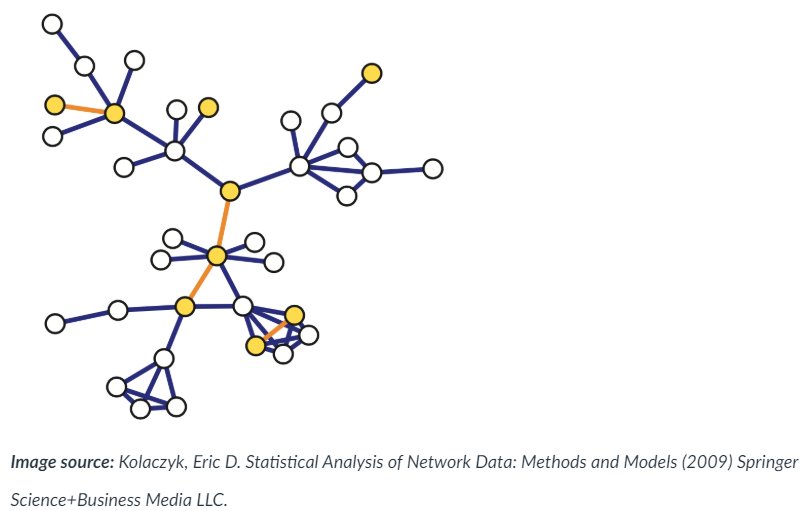 Image source: Kolaczyk, Eric D. Statistical Analysis of Network Data: Methods and Models (2009) Springer
Science+Business Media LLC.